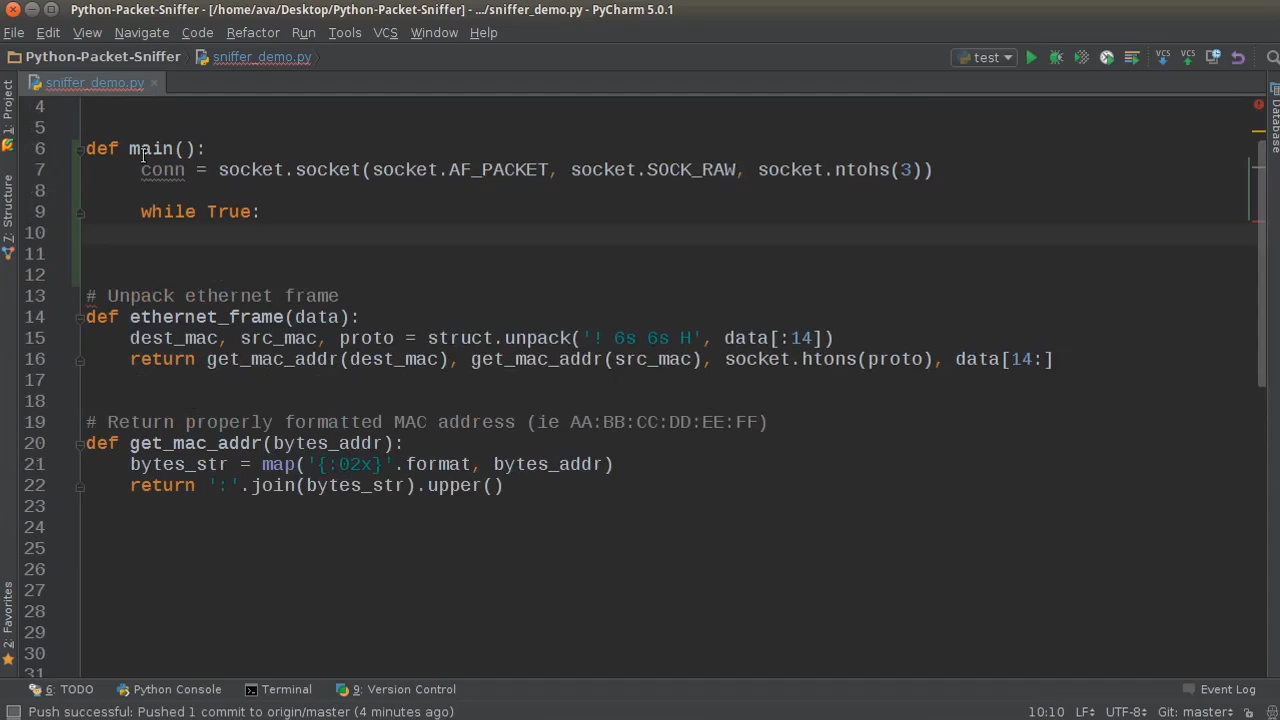 Python-Packet-Sniffer - [/home/ava/Desktop/Python-Packet-Sniffer] - .../sniffer_demo.py - PyCharm 5.0.1
File Edit View Navigate Code Refactor Run Tools VCS Window Help
Python-Packet-Sniffer sniffer_demo.py test VCS VCS
sniffer_demo.py
1: Project
7: Structure
2: Favorites
Database
4
5
6 def main():
7 conn = socket.socket(socket.AF_PACKET, socket.SOCK_RAW, socket.ntohs(3))
8
9 while True:
10
11
12
13 # Unpack ethernet frame
14 def ethernet_frame(data):
15 dest_mac, src_mac, proto = struct.unpack('! 6s 6s H', data[:14])
16 return get_mac_addr(dest_mac), get_mac_addr(src_mac), socket.htons(proto), data[14:]
17
18
19 # Return properly formatted MAC address (ie AA:BB:CC:DD:EE:FF)
20 def get_mac_addr(bytes_addr):
21 bytes_str = map('{:02x}'.format, bytes_addr)
22 return ':'.join(bytes_str).upper()
23
24
25
26
27
28
29
30
31
6: TODO Python Console Terminal 9: Version Control Event Log
Push successful: Pushed 1 commit to origin/master (4 minutes ago) 10:10 LF UTF-8 Git: master